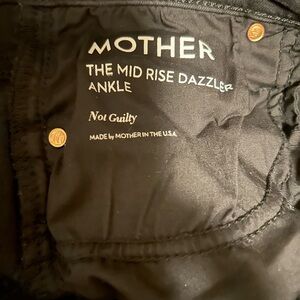 MOTHER
THE MID RISE DAZZLER
ANKLE
Not Guilty
MADE by MOTHER IN THE U.S.A.